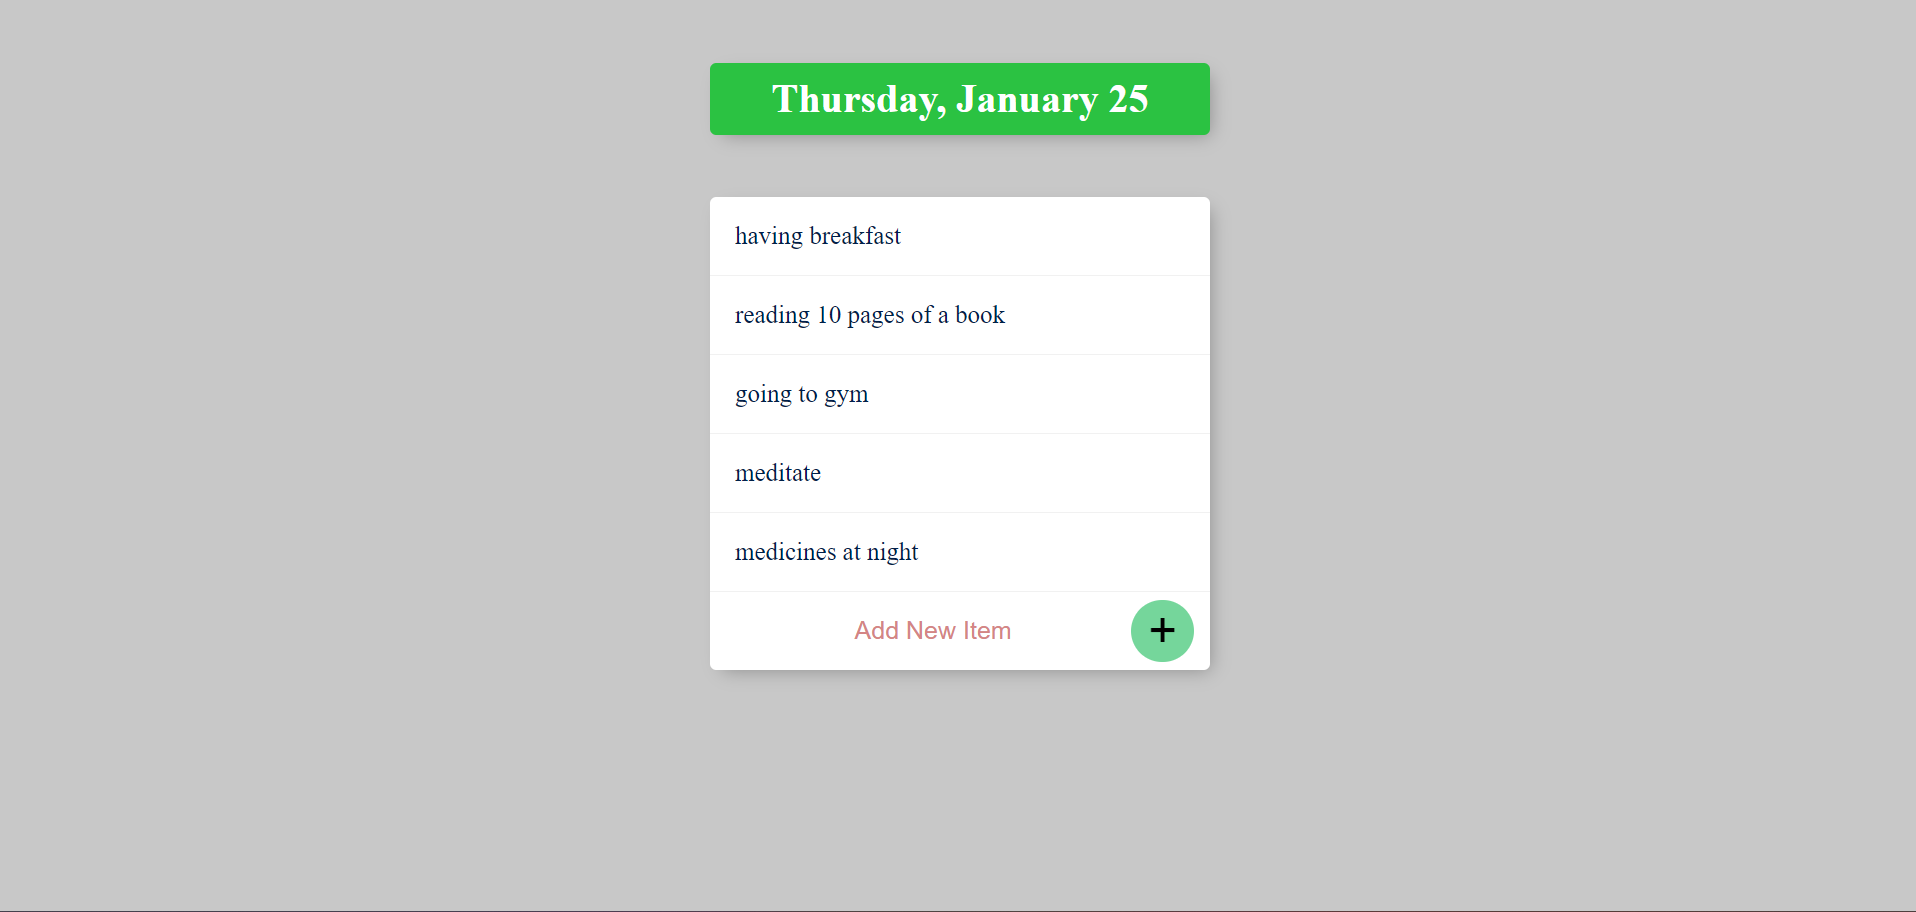 Thursday, January 25
having breakfast
reading 10 pages of a book
going to gym
meditate
medicines at night
Add New Item
+